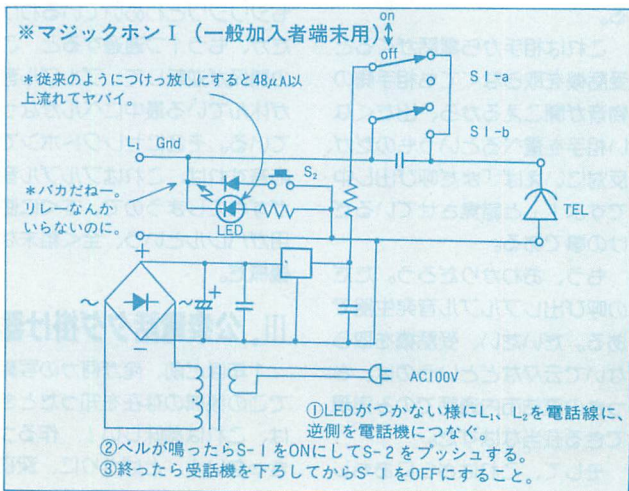 ※マジックホンⅠ(一般加入者端末用)
on
off
S I -a
S I -b
*従来のようにつけっ放しにすると48μA以
上流れてヤバイ。
Li
Gnd
S₂
LED
*バカだねー。
リレーなんか
いらないのに。
TEL
+
+
~
~
−
AC100V
①LEDがつかない様にL₁、L₂を電話線に、
逆側を電話機につなぐ。
②ベルが鳴ったらS-ⅠをONにしてS-2をプッシュする。
③終ったら受話機を下ろしてからS-ⅠをOFFにすること。